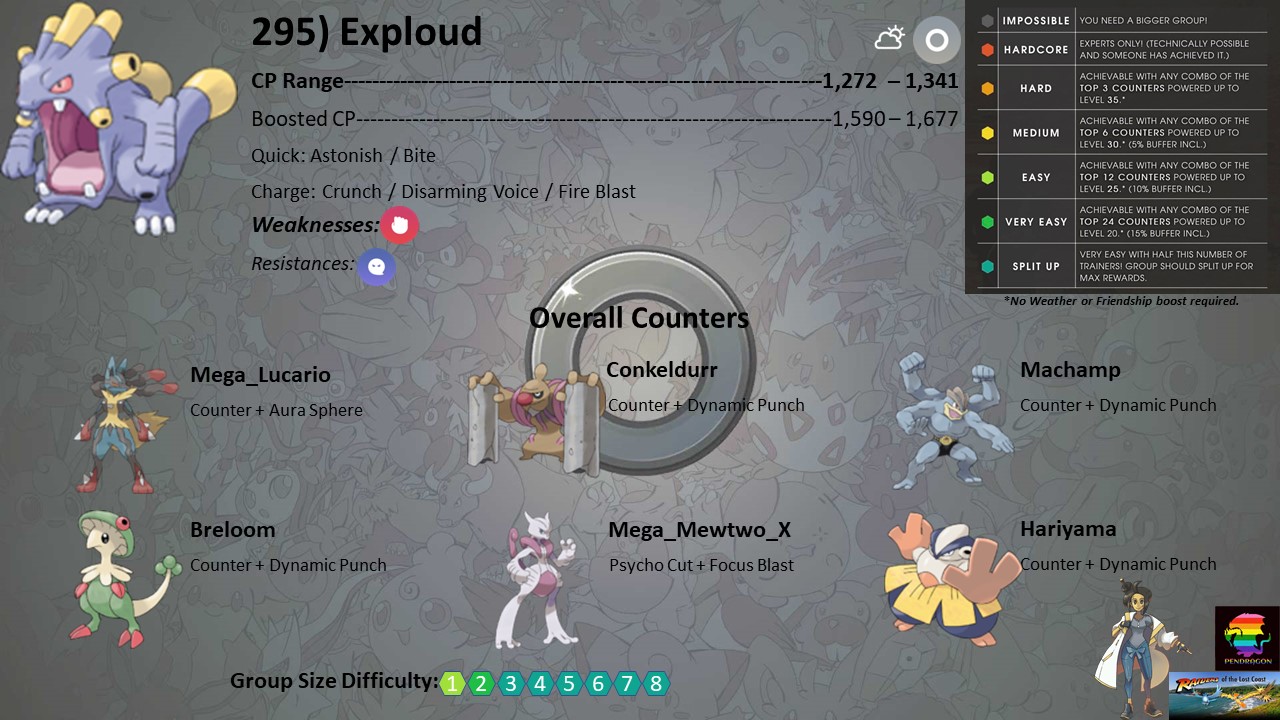 295) Exploud
CP Range--------------------------------------------------------------------1,272 – 1,341
Boosted CP--------------------------------------------------------------------1,590 – 1,677
Quick: Astonish / Bite
Charge: Crunch / Disarming Voice / Fire Blast
Weaknesses:
Resistances:
IMPOSSIBLE YOU NEED A BIGGER GROUP!
HARDCORE EXPERTS ONLY! (TECHNICALLY POSSIBLE
AND SOMEONE HAS ACHIEVED IT.)
HARD ACHIEVABLE WITH ANY COMBO OF THE
TOP 3 COUNTERS POWERED UP TO
LEVEL 35.*
MEDIUM ACHIEVABLE WITH ANY COMBO OF THE
TOP 6 COUNTERS POWERED UP TO
LEVEL 30.* (5% BUFFER INCL.)
EASY ACHIEVABLE WITH ANY COMBO OF THE
TOP 12 COUNTERS POWERED UP TO
LEVEL 25.* (10% BUFFER INCL.)
VERY EASY ACHIEVABLE WITH ANY COMBO OF THE
TOP 24 COUNTERS POWERED UP TO
LEVEL 20.* (15% BUFFER INCL.)
SPLIT UP VERY EASY WITH HALF THIS NUMBER OF
TRAINERS! GROUP SHOULD SPLIT UP FOR
MAX REWARDS.
*No Weather or Friendship boost required.
Overall Counters
Mega_Lucario
Counter + Aura Sphere
Conkeldurr
Counter + Dynamic Punch
Machamp
Counter + Dynamic Punch
Breloom
Counter + Dynamic Punch
Mega_Mewtwo_X
Psycho Cut + Focus Blast
Hariyama
Counter + Dynamic Punch
Group Size Difficulty: 1 2 3 4 5 6 7 8
PENDROGON
RAIDERS of the Lost Coast